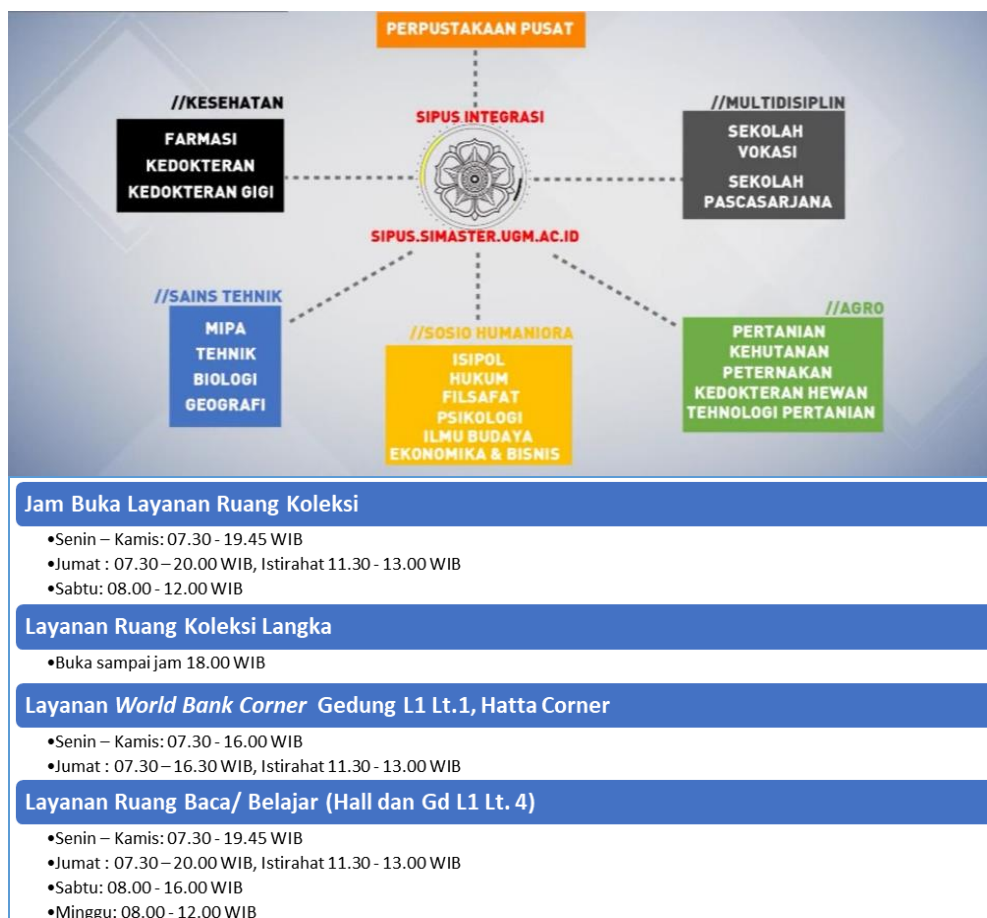 PERPUSTAKAAN PUSAT
//KESEHATAN
FARMASI
KEDOKTERAN
KEDOKTERAN GIGI
SIPUS INTEGRASI
SIPUS.SIMASTER.UGM.AC.ID
//MULTIDISIPLIN
SEKOLAH
VOKASI
SEKOLAH
PASCASARJANA
//SAINS TEHNIK
MIPA
TEHNIK
BIOLOGI
GEOGRAFI
//SOSIO HUMANIORA
ISIPOL
HUKUM
FILSAFAT
PSIKOLOGI
ILMU BUDAYA
EKONOMIKA & BISNIS
//AGRO
PERTANIAN
KEHUTANAN
PETERNAKAN
KEDOKTERAN HEWAN
TEHNOLOGI PERTANIAN
Jam Buka Layanan Ruang Koleksi
•Senin – Kamis: 07.30 - 19.45 WIB
•Jumat : 07.30 – 20.00 WIB, Istirahat 11.30 - 13.00 WIB
•Sabtu: 08.00 - 12.00 WIB
Layanan Ruang Koleksi Langka
•Buka sampai jam 18.00 WIB
Layanan World Bank Corner Gedung L1 Lt.1, Hatta Corner
•Senin – Kamis: 07.30 - 16.00 WIB
•Jumat : 07.30 – 16.30 WIB, Istirahat 11.30 - 13.00 WIB
Layanan Ruang Baca/ Belajar (Hall dan Gd L1 Lt. 4)
•Senin – Kamis: 07.30 - 19.45 WIB
•Jumat : 07.30 – 20.00 WIB, Istirahat 11.30 - 13.00 WIB
•Sabtu: 08.00 - 16.00 WIB
•Minggu: 08.00 - 12.00 WIB